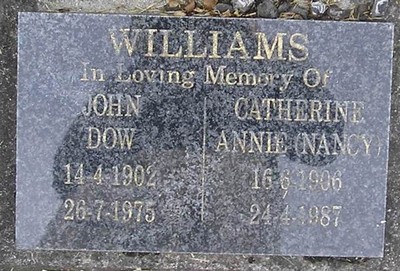 WILLIAMS
In Loving Memory Of
JOHN
DOW
14-4-1902
26-7-1975
CATHERINE
ANNIE (NANCY)
16-6-1906
24-4-1987